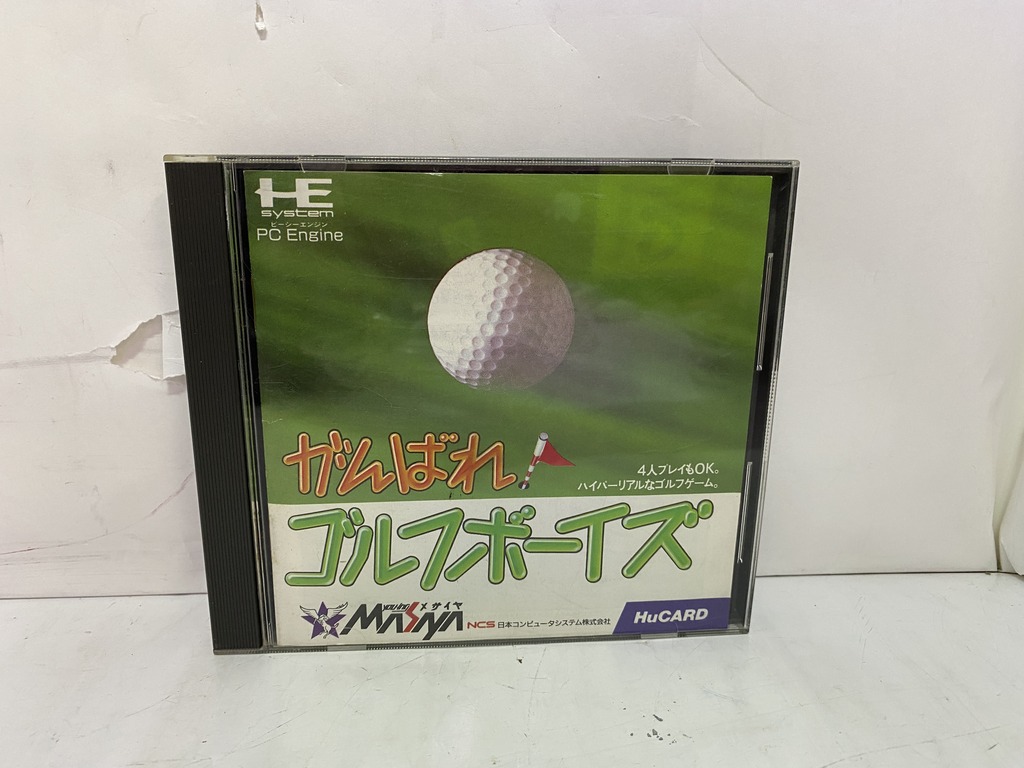 HE
system
ピーシーエンジン
PC Engine
がんばれ!
4人プレイもOK。
ハイパーリアルなゴルフゲーム。
ゴルフボーイズ
メサイヤ
MASAYA
NCS 日本コンピュータシステム株式会社
HuCARD